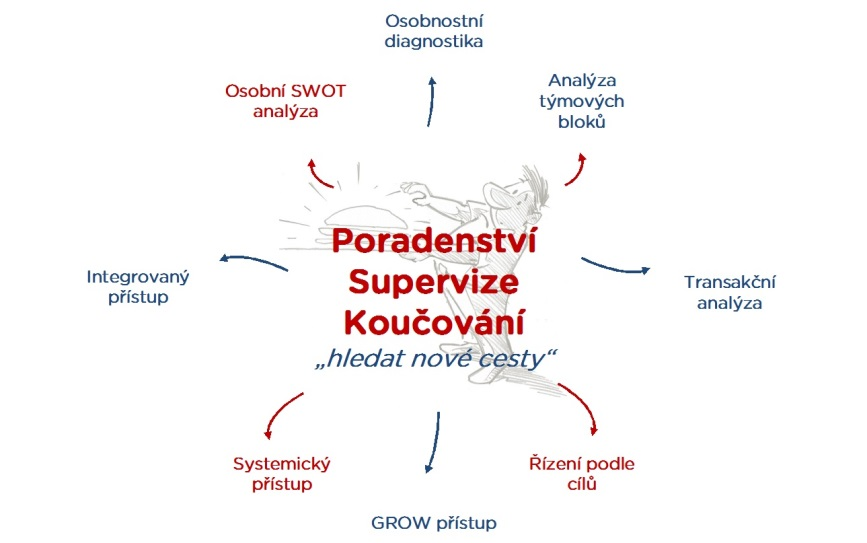 Osobnostní
diagnostika
Osobní SWOT
analýza
Analýza
týmových
bloků
Poradenství
Supervize
Koučování
„hledat nové cesty“
Integrovaný
přístup
Transakční
analýza
Systemický
přístup
Řízení podle
cílů
GROW přístup